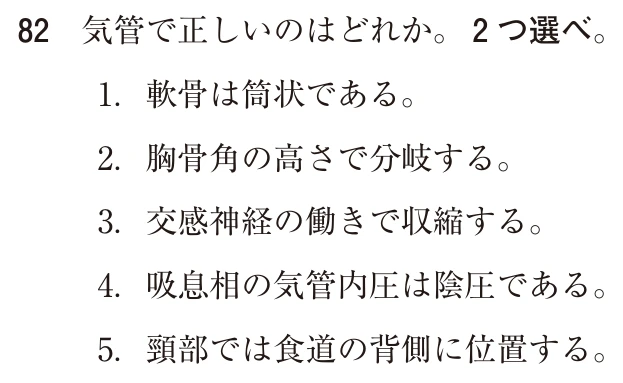 82 気管で正しいのはどれか。2つ選べ。
1. 軟骨は筒状である。
2. 胸骨角の高さで分岐する。
3. 交感神経の働きで収縮する。
4. 吸息相の気管内圧は陰圧である。
5. 頸部では食道の背側に位置する。